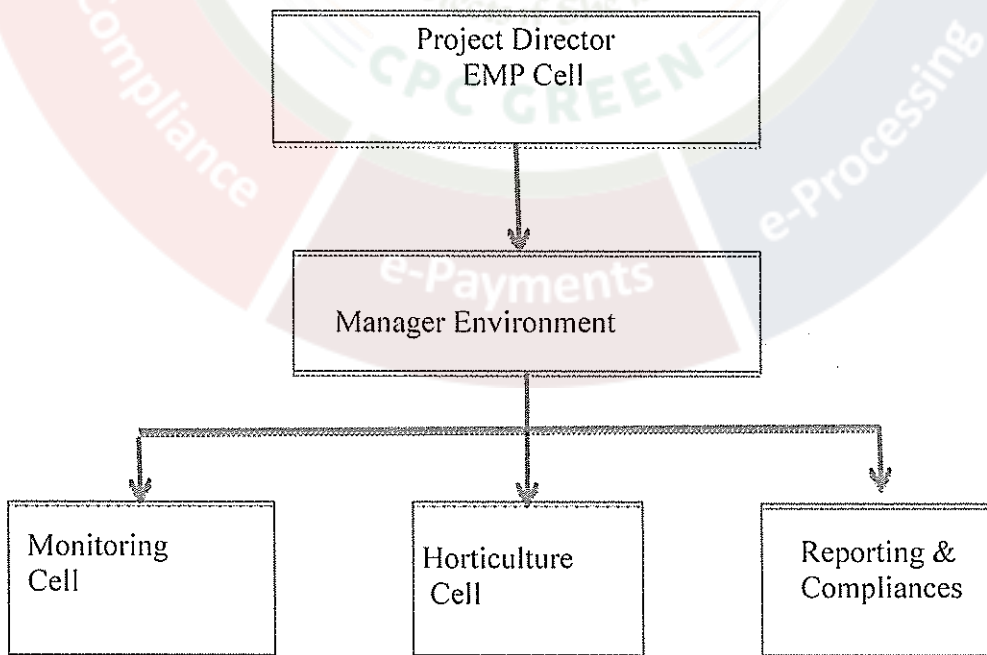 Project Director
EMP Cell
CPC GREEN
Compliance
e-Payments
e-Processing
Manager Environment
Monitoring
Cell
Horticulture
Cell
Reporting &
Compliances